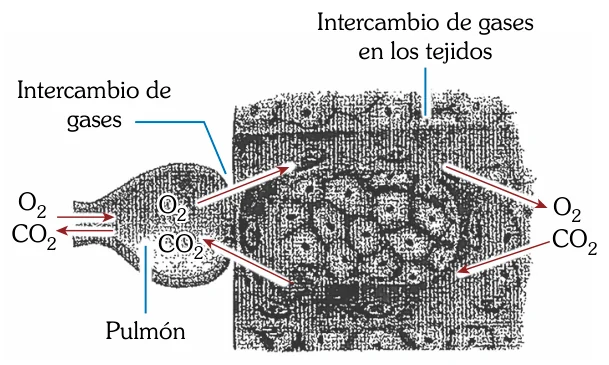 Intercambio de gases
en los tejidos
Intercambio de
gases
O₂
CO₂
O₂
CO₂
O₂
CO₂
Pulmón